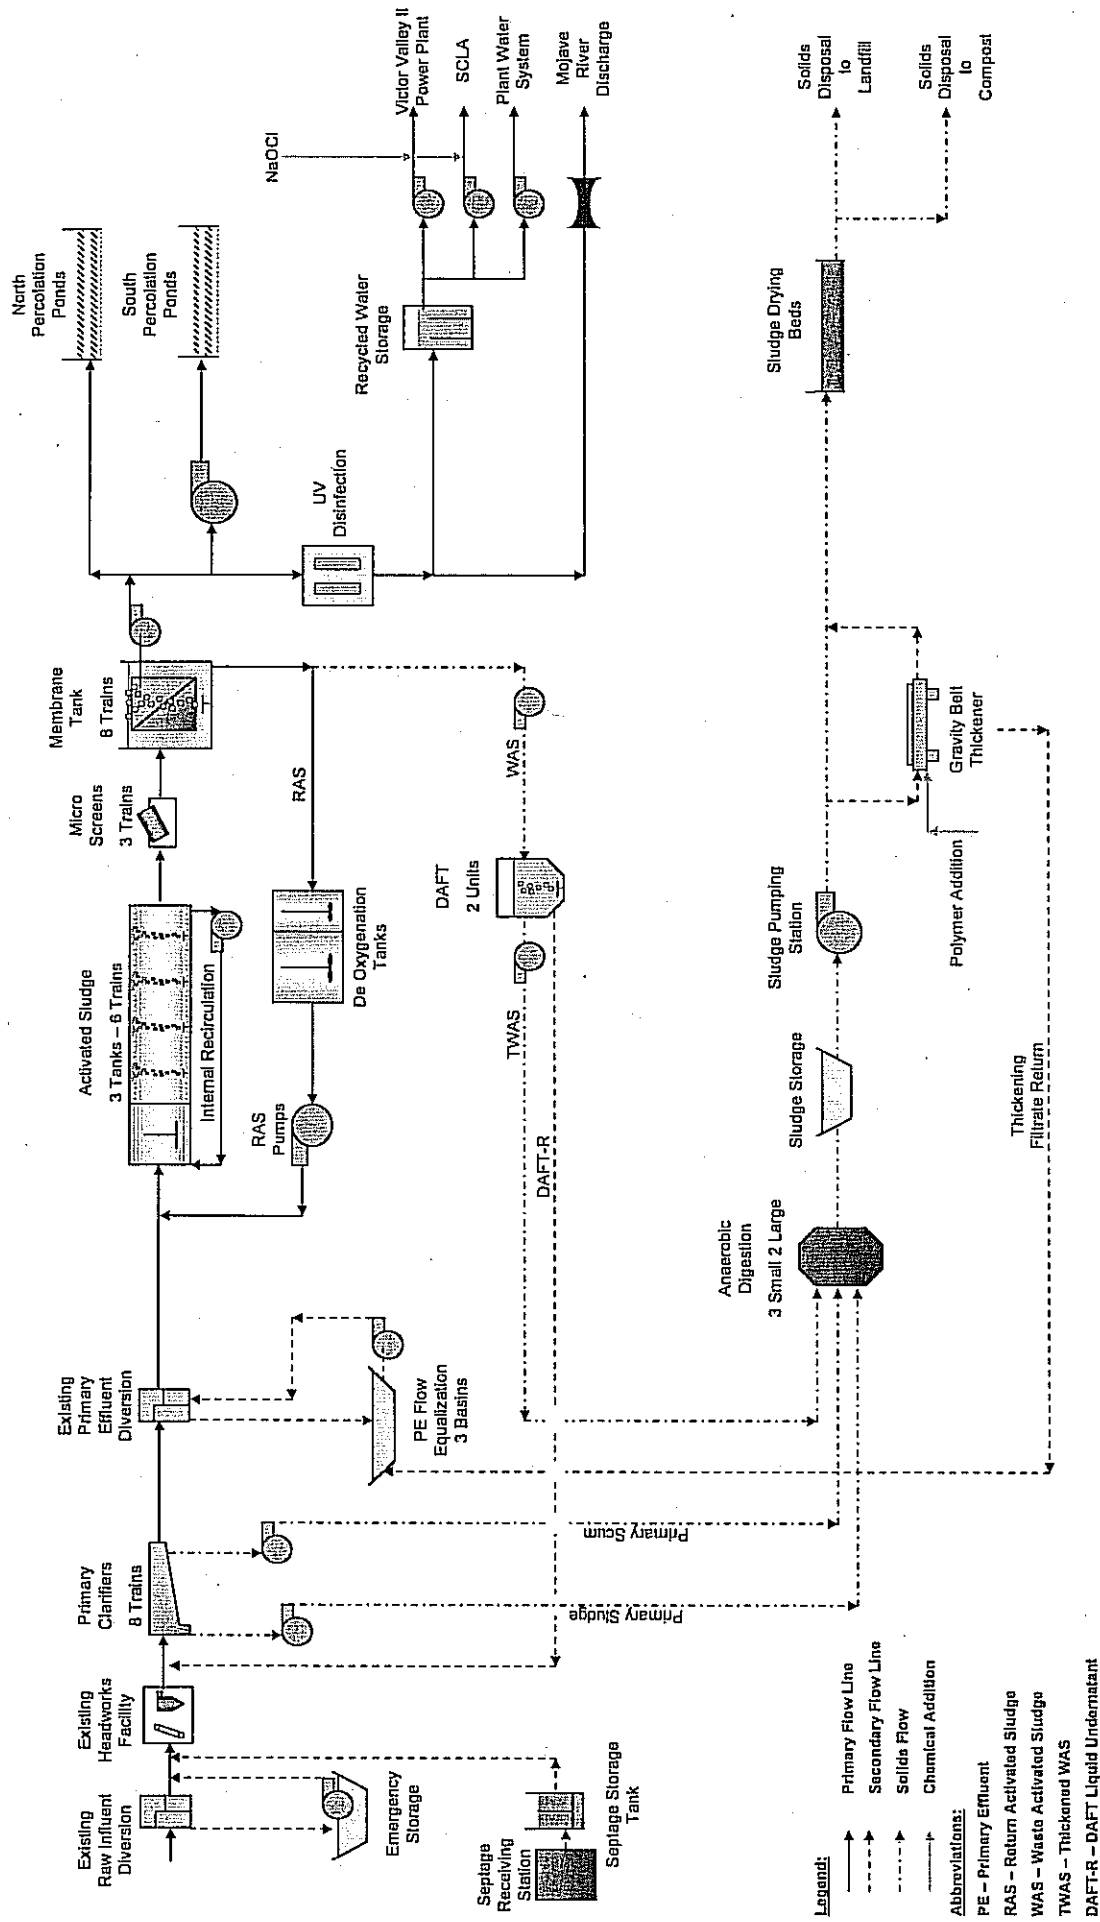 Existing
Raw Influent
Diversion
Existing
Headworks
Facility
Primary
Clarifiers
8 Trains
Existing
Primary
Effluent
Diversion
Activated Sludge
3 Tanks – 6 Trains
Internal Recirculation
Micro
Screens
3 Trains
Membrane
Tank
8 Trains
North
Percolation
Ponds
South
Percolation
Ponds
UV
Disinfection
NaOCl
Recycled Water
Storage
Victor Valley II
Power Plant
SCLA
Plant Water
System
Mojave
River
Discharge
Emergency
Storage
Septage
Receiving
Station
Septage Storage
Tank
PE Flow
Equalization
3 Basins
RAS
Pumps
RAS
De Oxygenation
Tanks
WAS
DAFT
2 Units
TWAS
DAFT-R
Primary Scum
Primary Sludge
Anaerobic
Digestion
3 Small 2 Large
Sludge Storage
Sludge Pumping
Station
Polymer Addition
Gravity Belt
Thickener
Thickening
Filtrate Return
Sludge Drying
Beds
Solids
Disposal
to
Landfill
Solids
Disposal
to
Compost
Legend:
Primary Flow Line
Secondary Flow Line
Solids Flow
Chemical Addition
Abbreviations:
PE – Primary Effluent
RAS – Return Activated Sludge
WAS – Waste Activated Sludge
TWAS – Thickened WAS
DAFT-R – DAFT Liquid Undernatant